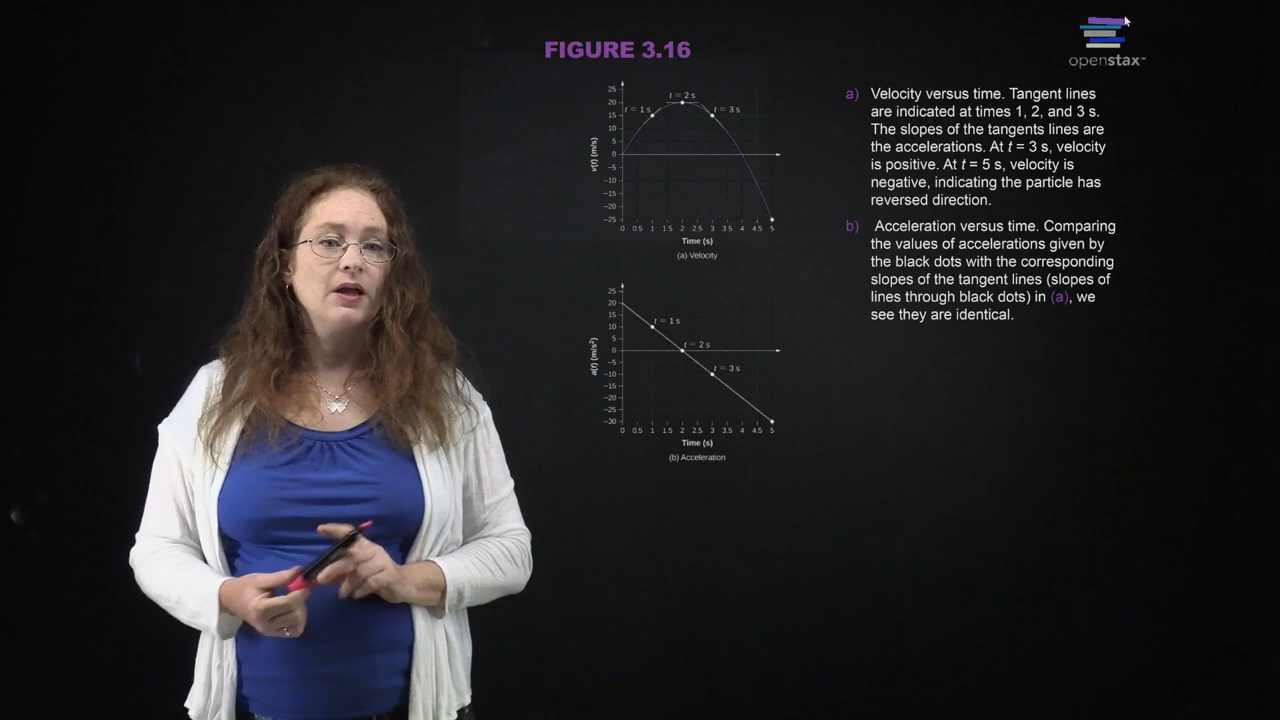 FIGURE 3.16
openstax™
25
20
15
10
5
0
−5
−10
−15
−20
−25
v(t) (m/s)
t = 1 s
t = 2 s
t = 3 s
0 0.5 1 1.5 2 2.5 3 3.5 4 4.5 5
Time (s)
(a) Velocity
25
20
15
10
5
0
−5
−10
−15
−20
−25
−30
a(t) (m/s²)
t = 1 s
t = 2 s
t = 3 s
0 0.5 1 1.5 2 2.5 3 3.5 4 4.5 5
Time (s)
(b) Acceleration
a) Velocity versus time. Tangent lines
are indicated at times 1, 2, and 3 s.
The slopes of the tangents lines are
the accelerations. At t = 3 s, velocity
is positive. At t = 5 s, velocity is
negative, indicating the particle has
reversed direction.
b) Acceleration versus time. Comparing
the values of accelerations given by
the black dots with the corresponding
slopes of the tangent lines (slopes of
lines through black dots) in (a), we
see they are identical.